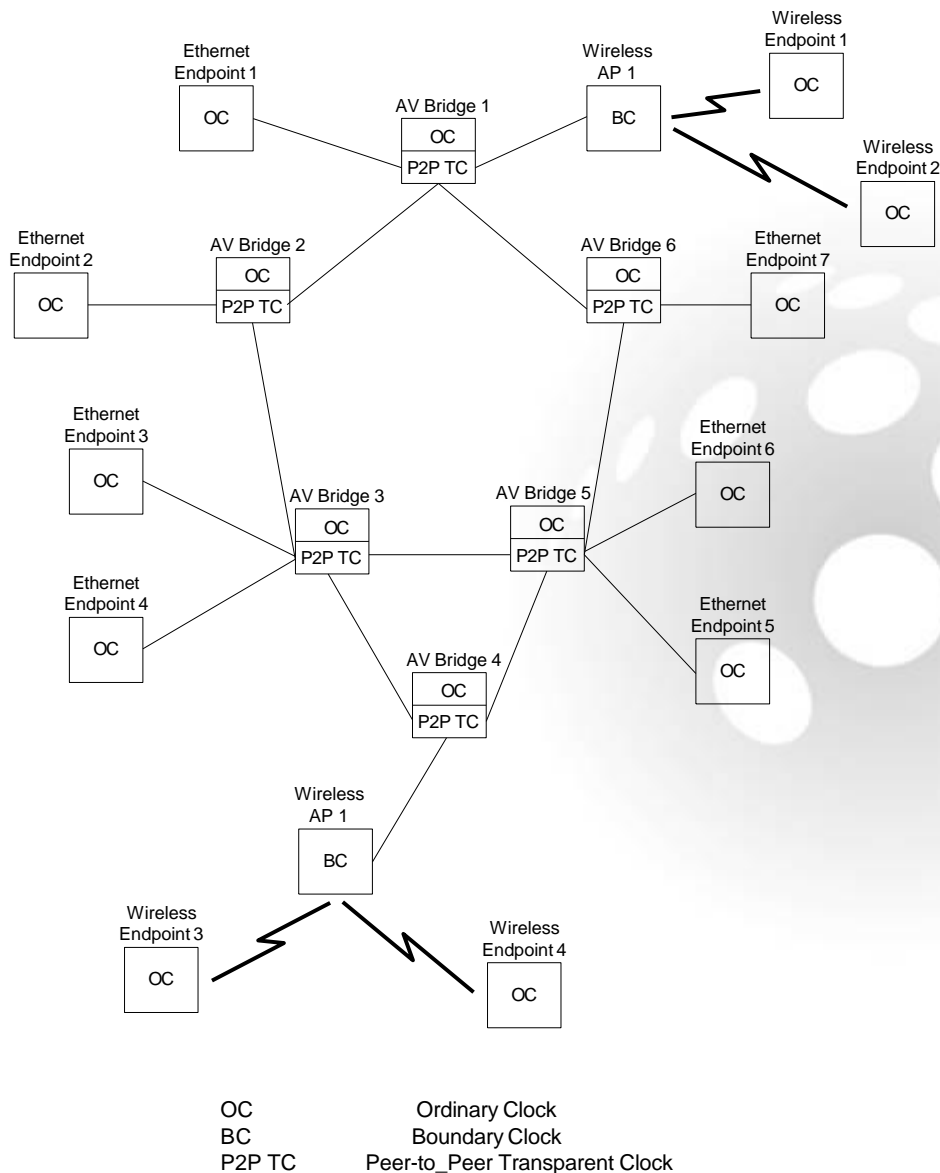 Wireless
Endpoint 1
OC
Wireless
AP 1
BC
Ethernet
Endpoint 1
OC
AV Bridge 1
OC
P2P TC
Wireless
Endpoint 2
OC
Ethernet
Endpoint 2
OC
AV Bridge 2
OC
P2P TC
AV Bridge 6
OC
P2P TC
Ethernet
Endpoint 7
OC
Ethernet
Endpoint 3
OC
Ethernet
Endpoint 6
OC
AV Bridge 3
OC
P2P TC
AV Bridge 5
OC
P2P TC
Ethernet
Endpoint 4
OC
Ethernet
Endpoint 5
OC
AV Bridge 4
OC
P2P TC
Wireless
AP 1
BC
Wireless
Endpoint 3
OC
Wireless
Endpoint 4
OC
OC Ordinary Clock
BC Boundary Clock
P2P TC Peer-to_Peer Transparent Clock